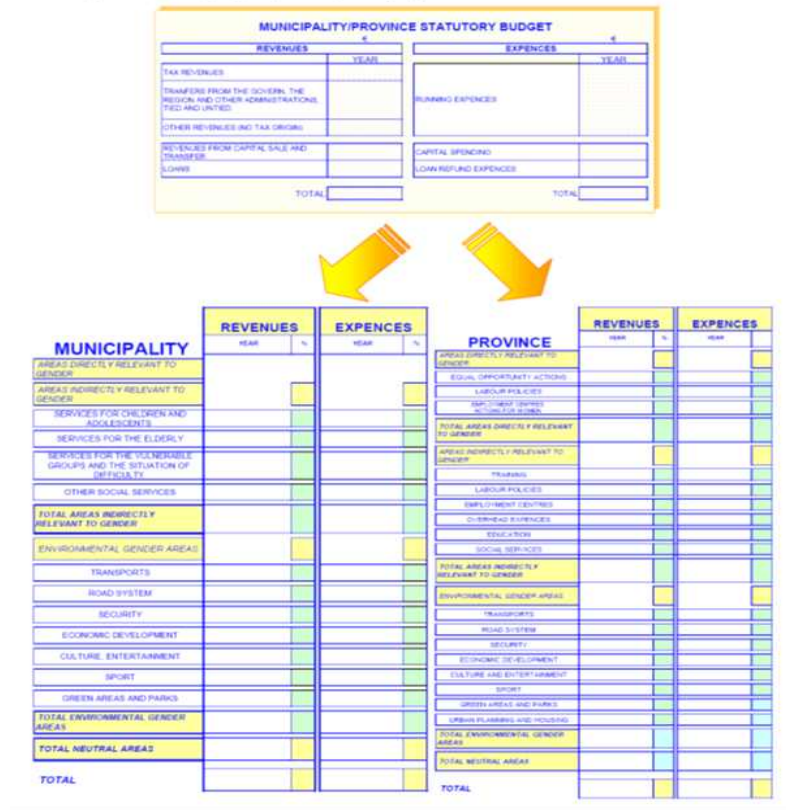 MUNICIPALITY/PROVINCE STATUTORY BUDGET
€ €
REVENUES EXPENCES
YEAR YEAR
TAX REVENUES
TRANFERS FROM THE GOVERN, THE
REGION AND OTHER ADMINISTRATIONS,
TIED AND UNTIED
RUNNING EXPENCES
OTHER REVENUES (NO TAX ORIGIN)
REVENUES FROM CAPITAL SALE AND
TRANSFER
CAPITAL SPENDING
LOANS
LOAN REFUND EXPENCES
TOTAL TOTAL
MUNICIPALITY
REVENUES EXPENCES
YEAR % YEAR %
AREAS DIRECTLY RELEVANT TO
GENDER
AREAS INDIRECTLY RELEVANT TO
GENDER
SERVICES FOR CHILDREN AND
ADOLESCENTS
SERVICES FOR THE ELDERLY
SERVICES FOR THE VULNERABLE
GROUPS AND THE SITUATION OF
DIFFICULTY
OTHER SOCIAL SERVICES
TOTAL AREAS INDIRECTLY
RELEVANT TO GENDER
ENVIRONMENTAL GENDER AREAS
TRANSPORTS
ROAD SYSTEM
SECURITY
ECONOMIC DEVELOPMENT
CULTURE, ENTERTAINMENT
SPORT
GREEN AREAS AND PARKS
TOTAL ENVIRONMENTAL GENDER
AREAS
TOTAL NEUTRAL AREAS
TOTAL
PROVINCE
REVENUES EXPENCES
YEAR % YEAR
AREAS DIRECTLY RELEVANT TO
GENDER
EQUAL OPPORTUNITY ACTIONS
LABOUR POLICIES
EMPLOYMENT CENTRES
ACTIONS FOR WOMEN
TOTAL AREAS DIRECTLY RELEVANT
TO GENDER
AREAS INDIRECTLY RELEVANT TO
GENDER
TRAINING
LABOUR POLICIES
EMPLOYMENT CENTRES
OVERHEAD EXPENCES
EDUCATION
SOCIAL SERVICES
TOTAL AREAS INDIRECTLY
RELEVANT TO GENDER
ENVIRONMENTAL GENDER AREAS
TRANSPORTS
ROAD SYSTEM
SECURITY
ECONOMIC DEVELOPMENT
CULTURE AND ENTERTAINMENT
SPORT
GREEN AREAS AND PARKS
URBAN PLANNING AND HOUSING
TOTAL ENVIRONMENTAL GENDER
AREAS
TOTAL NEUTRAL AREAS
TOTAL